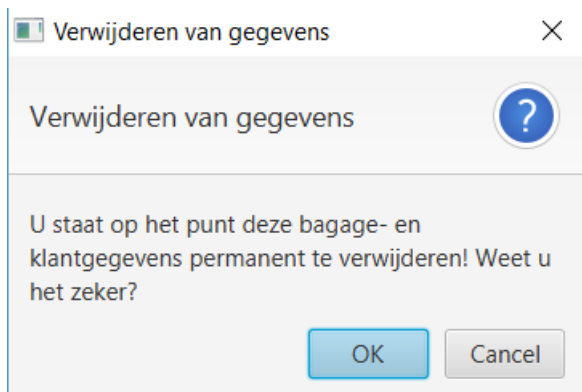 Verwijderen van gegevens
Verwijderen van gegevens
?
U staat op het punt deze bagage- en
klantgegevens permanent te verwijderen! Weet u
het zeker?
OK
Cancel